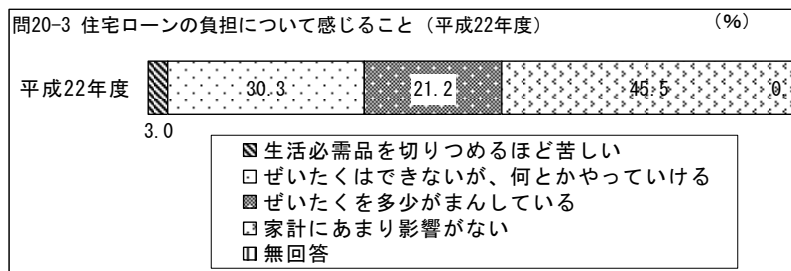 問20-3 住宅ローンの負担について感じること（平成22年度）
(%)
平成22年度
30.3
21.2
45.5
0
3.0
生活必需品を切りつめるほど苦しい
ぜいたくはできないが、何とかやっていける
ぜいたくを多少がまんしている
家計にあまり影響がない
無回答